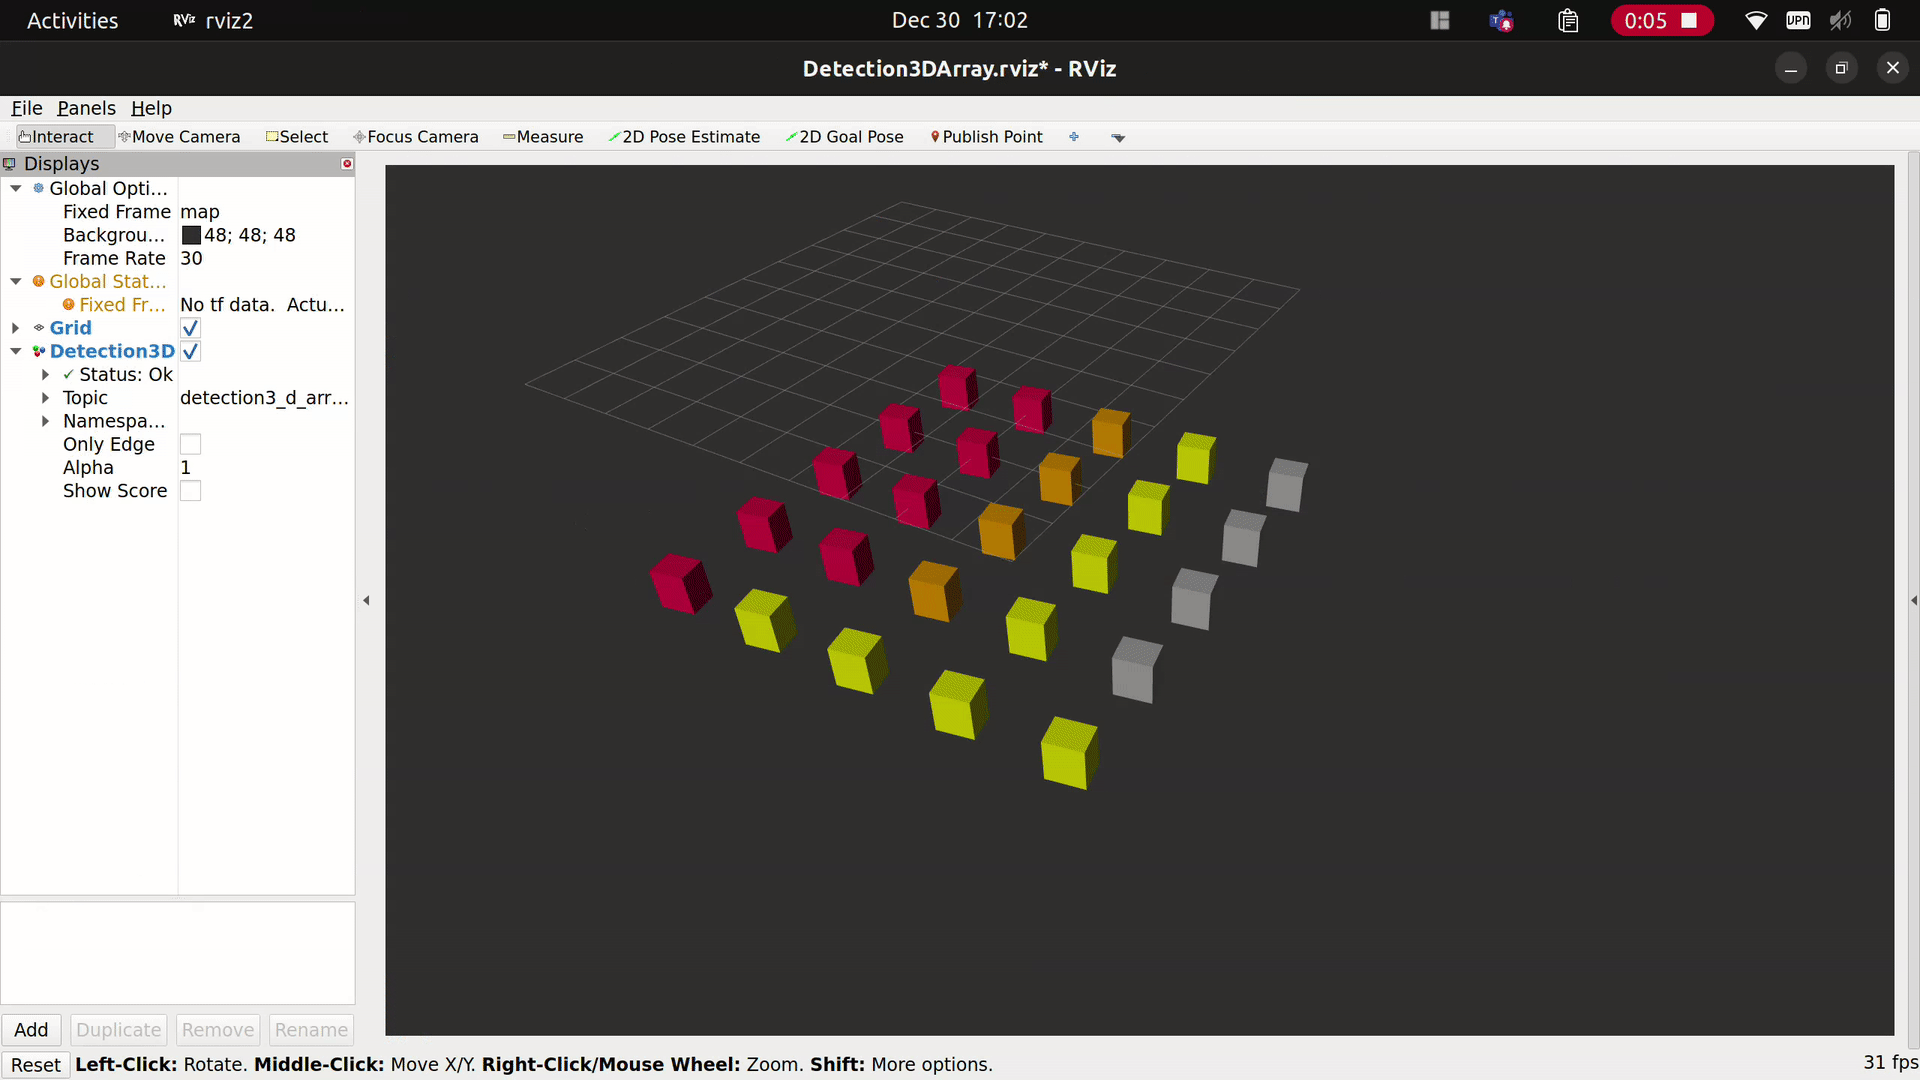 Activities RViz rviz2 Dec 30 17:02 0:05 VPN
Detection3DArray.rviz* - RViz
File Panels Help
Interact Move Camera Select Focus Camera Measure 2D Pose Estimate 2D Goal Pose Publish Point
Displays
Global Opti...
Fixed Frame map
Backgrou... 48; 48; 48
Frame Rate 30
Global Stat...
Fixed Fr... No tf data. Actu...
Grid
Detection3D
Status: Ok
Topic detection3_d_arr...
Namespa...
Only Edge
Alpha 1
Show Score
Add Duplicate Remove Rename
Reset Left-Click: Rotate. Middle-Click: Move X/Y. Right-Click/Mouse Wheel: Zoom. Shift: More options. 31 fps